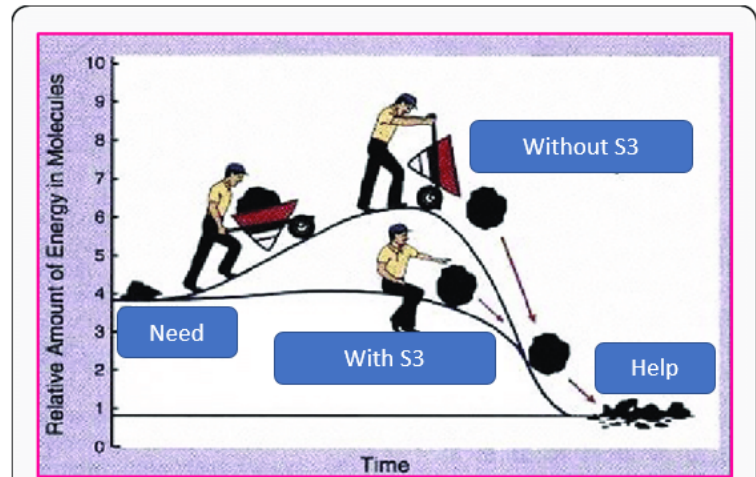 Relative Amount of Energy in Molecules
10
9
8
7
6
5
4
3
2
1
0
Without S3
Need
With S3
Help
Time